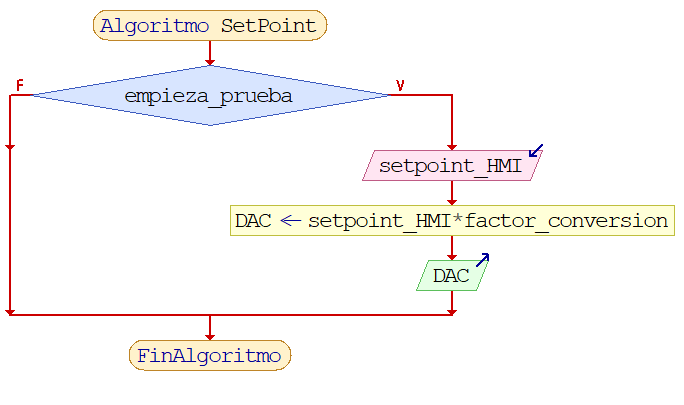 Algoritmo SetPoint
F
V
empieza_prueba
setpoint_HMI
DAC ← setpoint_HMI*factor_conversion
DAC
FinAlgoritmo